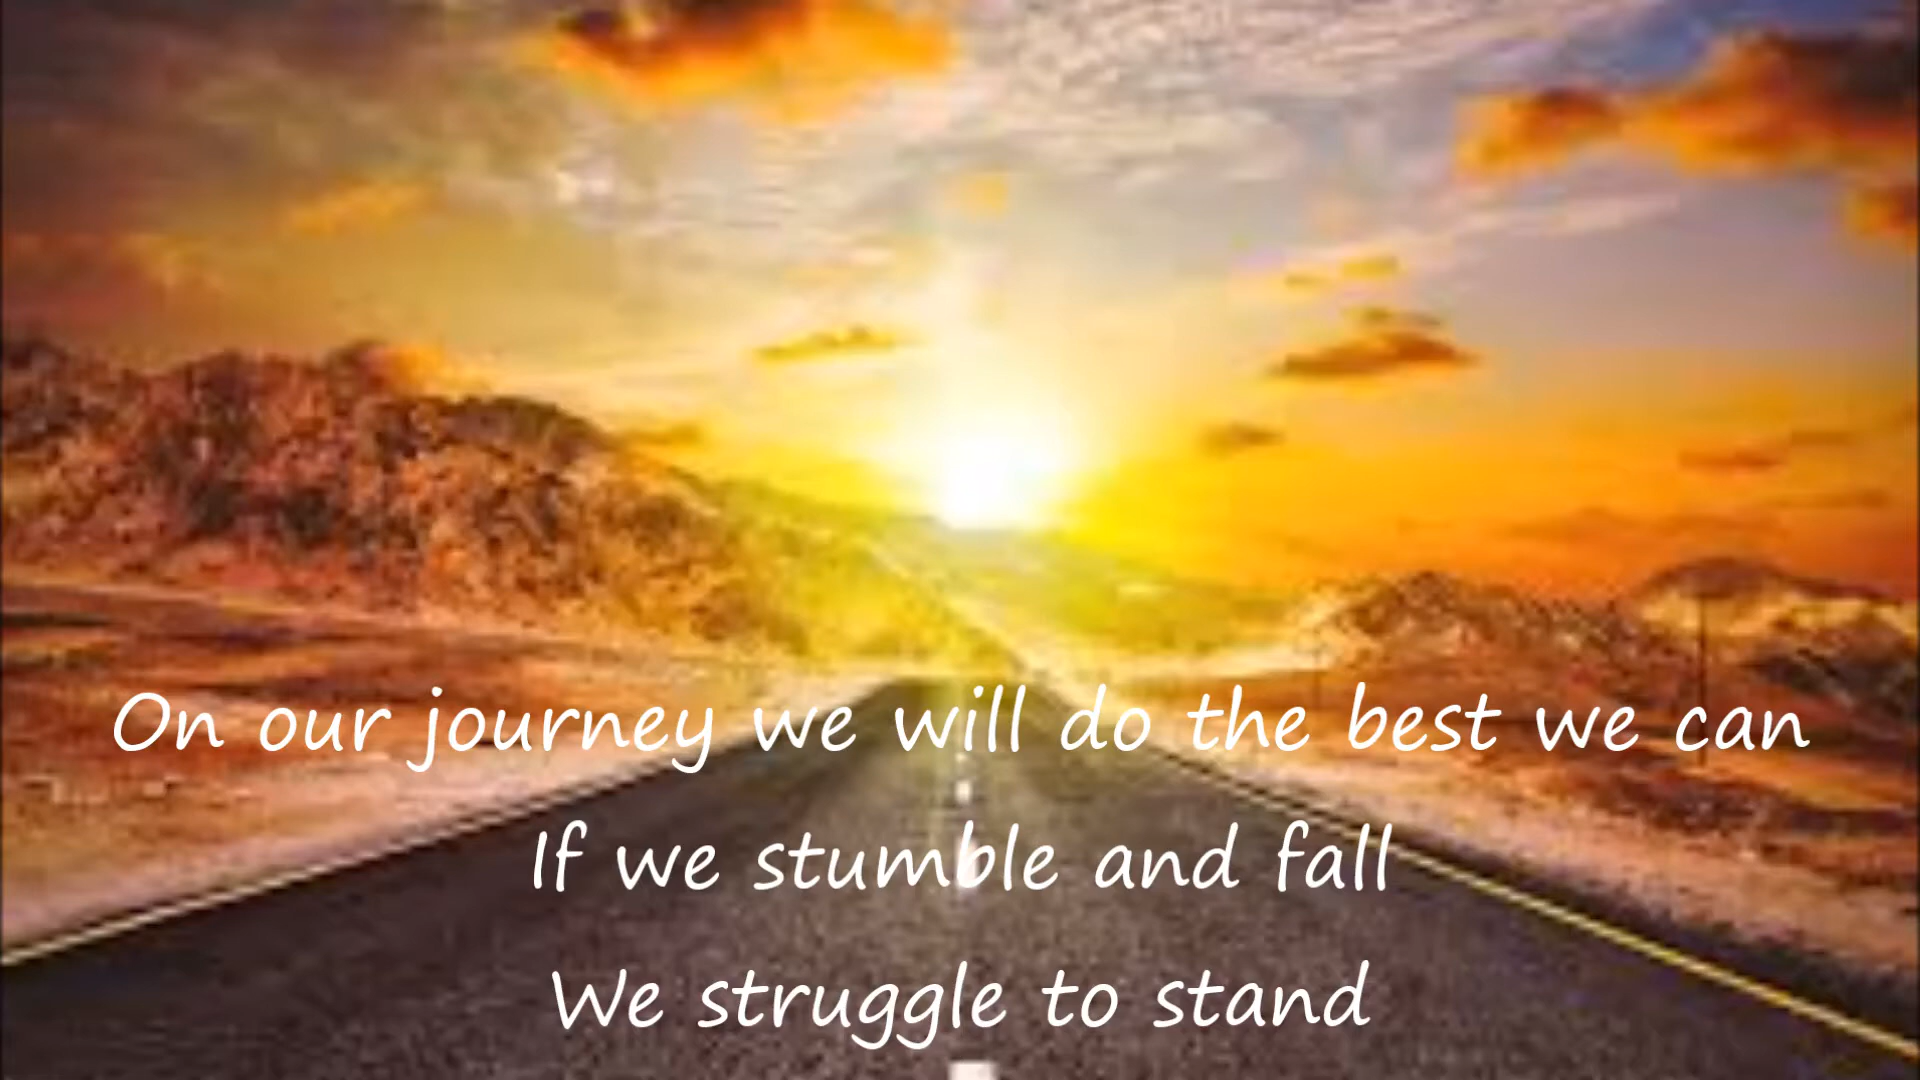 On our journey we will do the best we can
If we stumble and fall
We struggle to stand